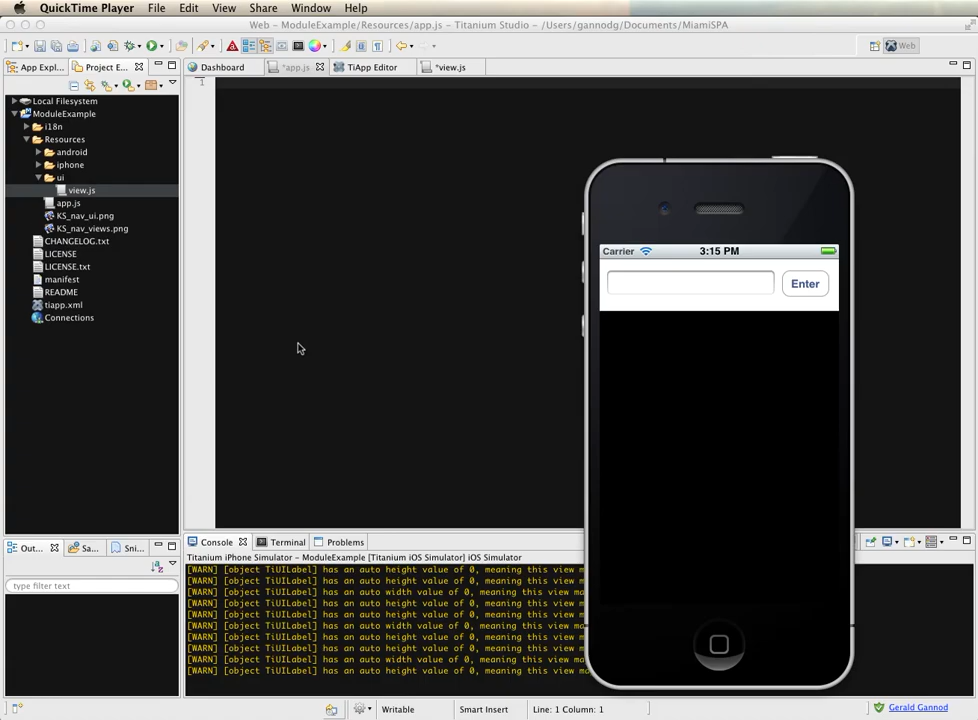 QuickTime Player File Edit View Share Window Help
Web - ModuleExample/Resources/app.js - Titanium Studio - /Users/gannodg/Documents/MiamiSPA
Web
App Expl... Project E... Dashboard *app.js TiApp Editor *view.js
1
Local Filesystem
ModuleExample
i18n
Resources
android
iphone
ui
view.js
app.js
KS_nav_ui.png
KS_nav_views.png
CHANGELOG.txt
LICENSE
LICENSE.txt
manifest
README
tiapp.xml
Connections
Carrier 3:15 PM
Enter
Out... Sa... Sni...
type filter text
Console Terminal Problems
Titanium iPhone Simulator - ModuleExample [Titanium iOS Simulator] iOS Simulator
[WARN] [object TiUILabel] has an auto height value of 0, meaning this view m
[WARN] [object TiUILabel] has an auto height value of 0, meaning this view m
[WARN] [object TiUILabel] has an auto width value of 0, meaning this view ma
[WARN] [object TiUILabel] has an auto height value of 0, meaning this view m
[WARN] [object TiUILabel] has an auto height value of 0, meaning this view m
[WARN] [object TiUILabel] has an auto width value of 0, meaning this view ma
[WARN] [object TiUILabel] has an auto height value of 0, meaning this view m
[WARN] [object TiUILabel] has an auto height value of 0, meaning this view m
[WARN] [object TiUILabel] has an auto width value of 0, meaning this view ma
[WARN] [object TiUILabel] has an auto height value of 0, meaning this view m
Writable Smart Insert Line: 1 Column: 1 Gerald Gannod